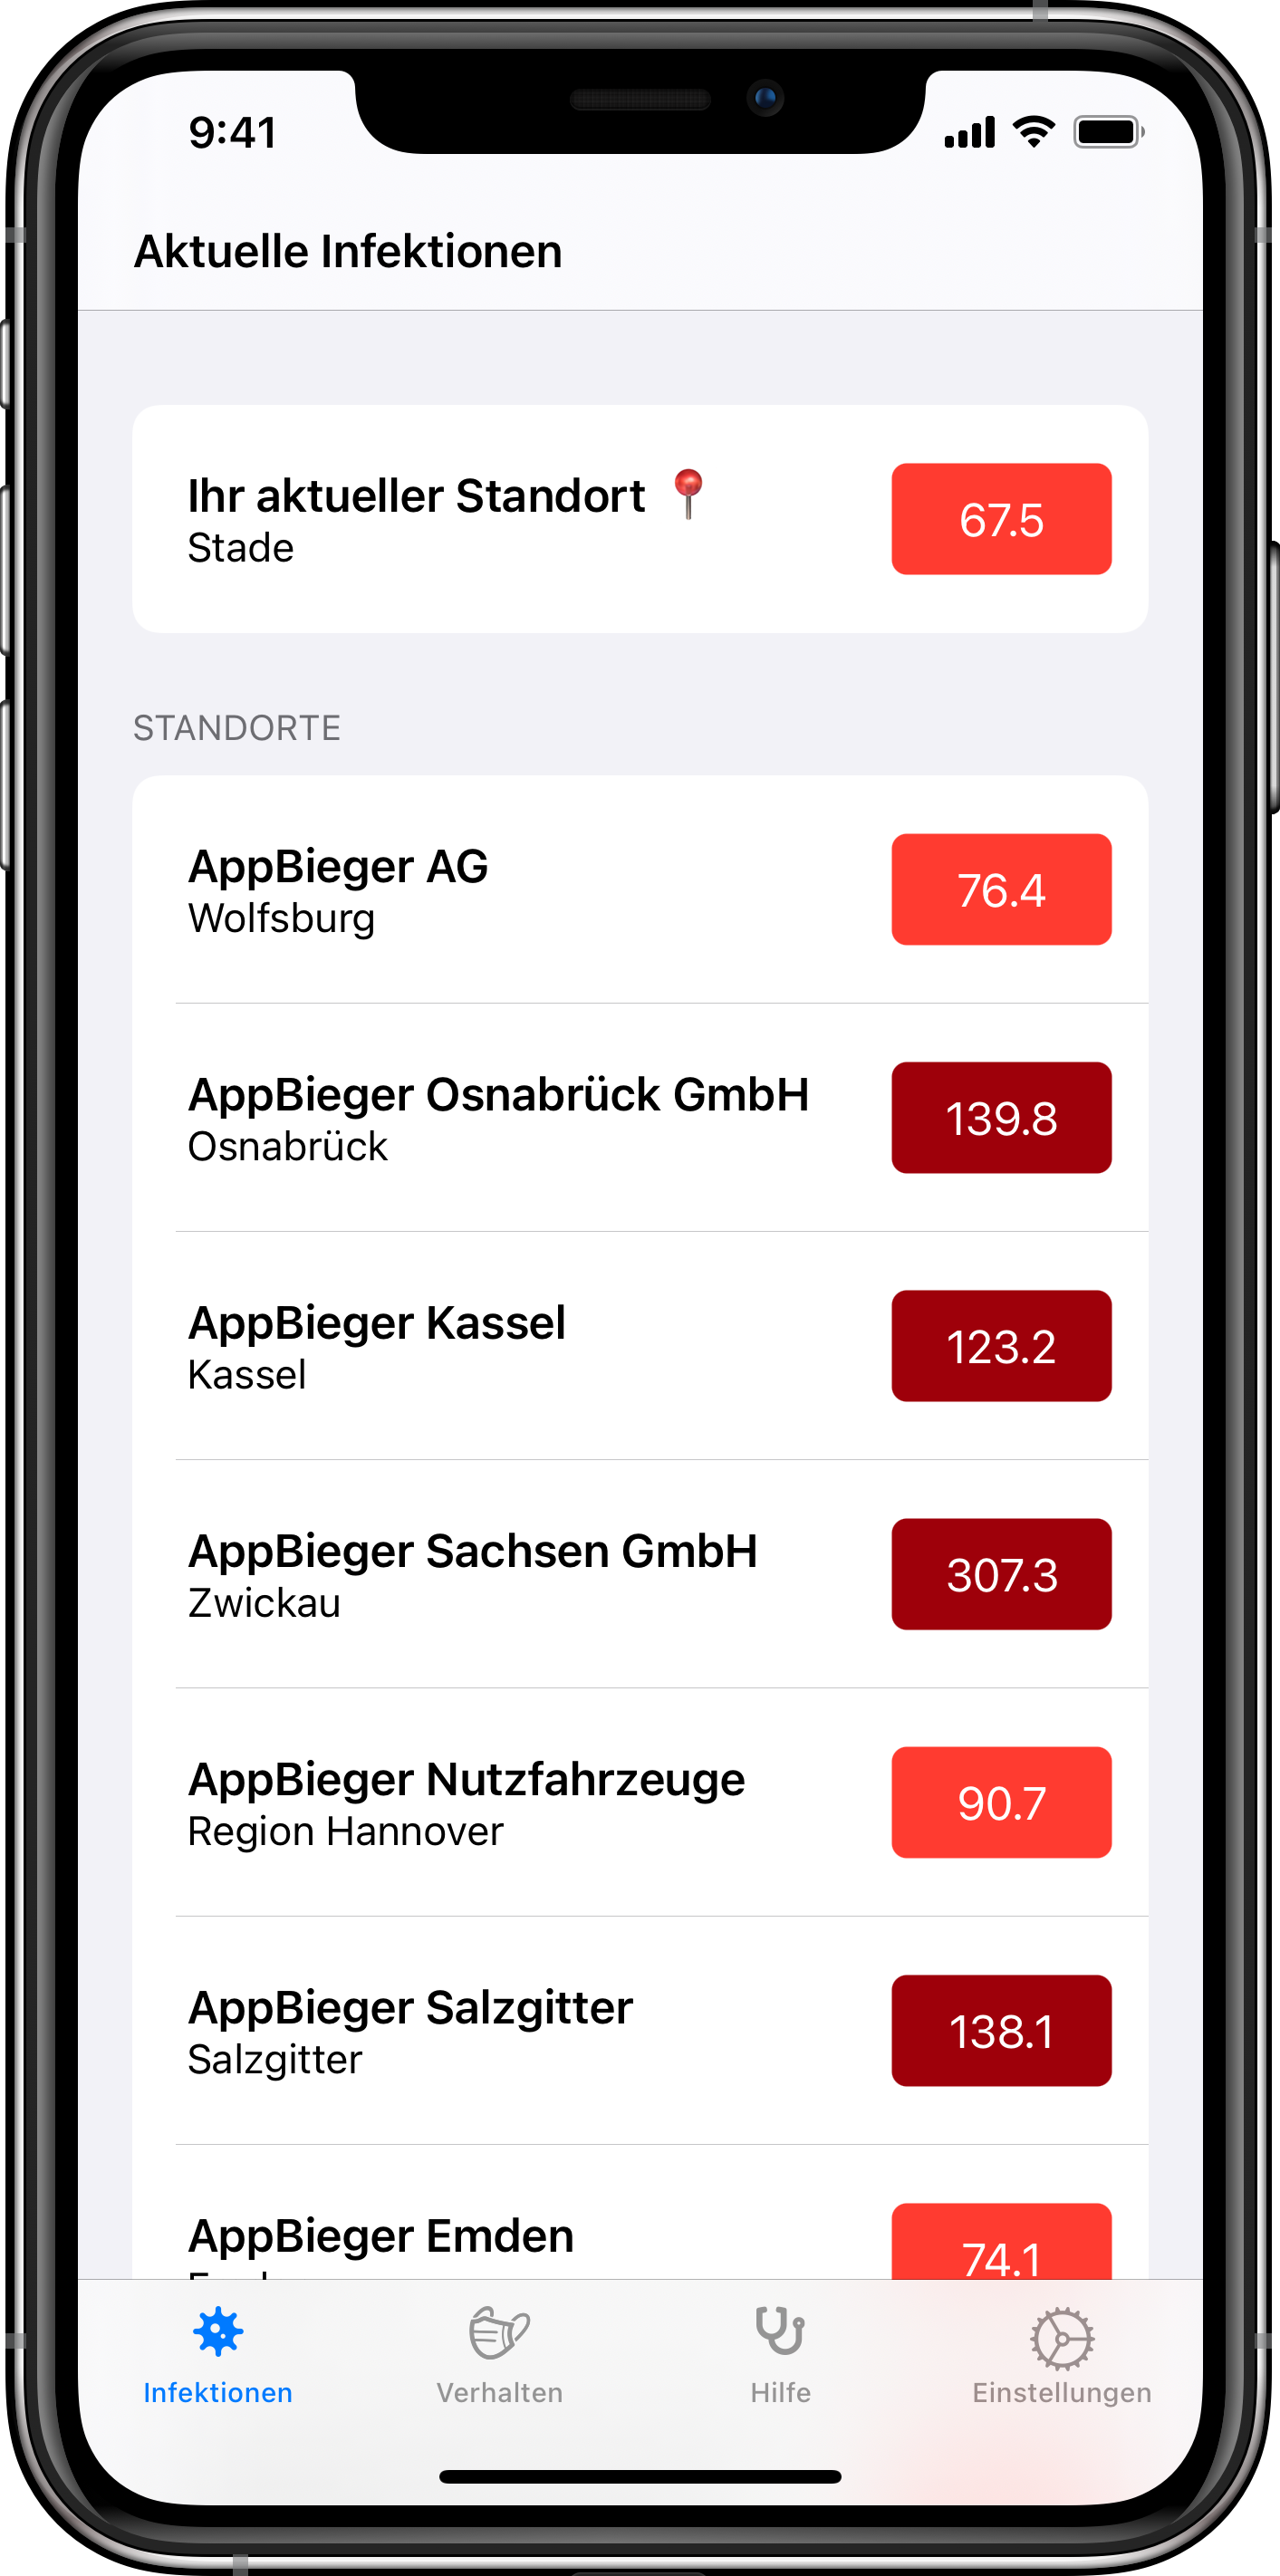 9:41
Aktuelle Infektionen
Ihr aktueller Standort
Stade
67.5
STANDORTE
AppBieger AG
Wolfsburg
76.4
AppBieger Osnabrück GmbH
Osnabrück
139.8
AppBieger Kassel
Kassel
123.2
AppBieger Sachsen GmbH
Zwickau
307.3
AppBieger Nutzfahrzeuge
Region Hannover
90.7
AppBieger Salzgitter
Salzgitter
138.1
AppBieger Emden
74.1
Infektionen
Verhalten
Hilfe
Einstellungen